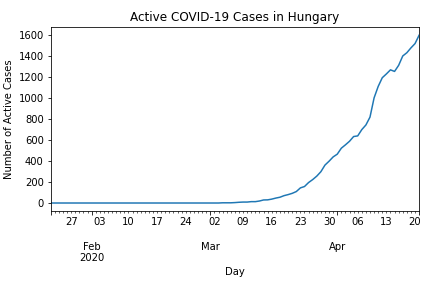 Active COVID-19 Cases in Hungary
Number of Active Cases
1600
1400
1200
1000
800
600
400
200
0
27 03 10 17 24 02 09 16 23 30 06 13 20
Feb Mar Apr
2020
Day